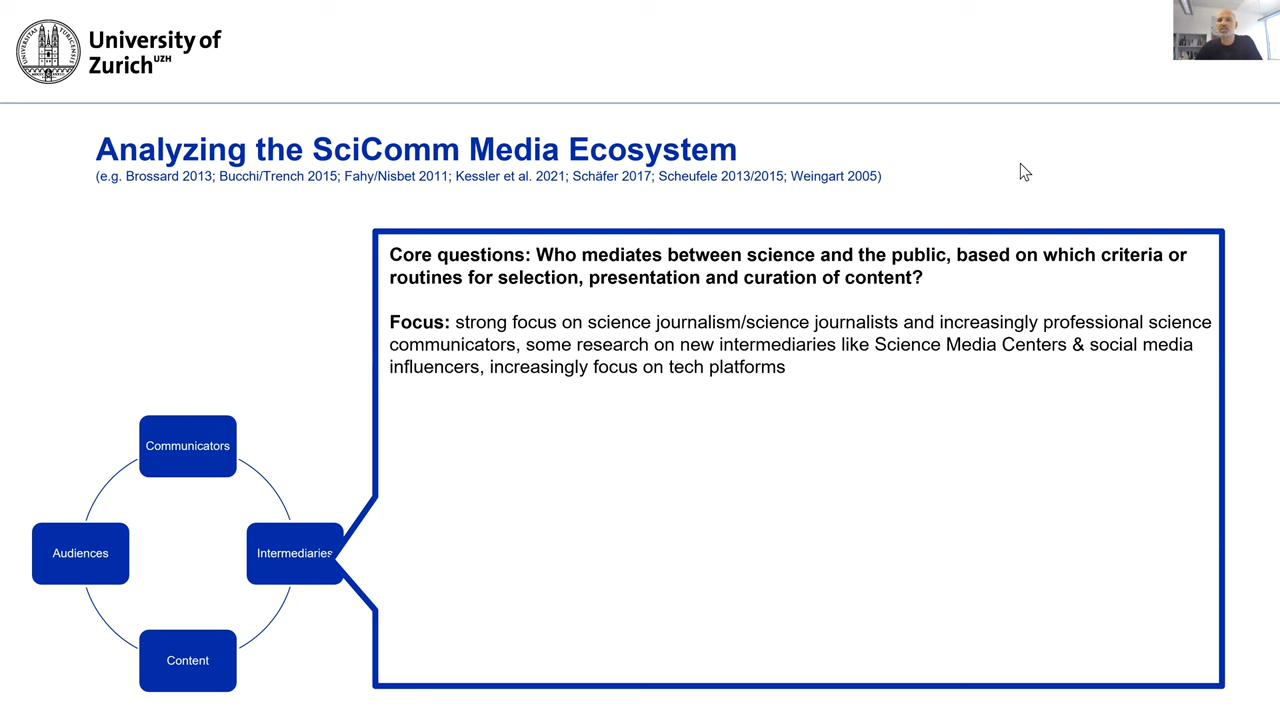 University of
Zurich UZH
Analyzing the SciComm Media Ecosystem
(e.g. Brossard 2013; Bucchi/Trench 2015; Fahy/Nisbet 2011; Kessler et al. 2021; Schäfer 2017; Scheufele 2013/2015; Weingart 2005)
Core questions: Who mediates between science and the public, based on which criteria or
routines for selection, presentation and curation of content?
Focus: strong focus on science journalism/science journalists and increasingly professional science
communicators, some research on new intermediaries like Science Media Centers & social media
influencers, increasingly focus on tech platforms
Communicators
Audiences
Intermediaries
Content